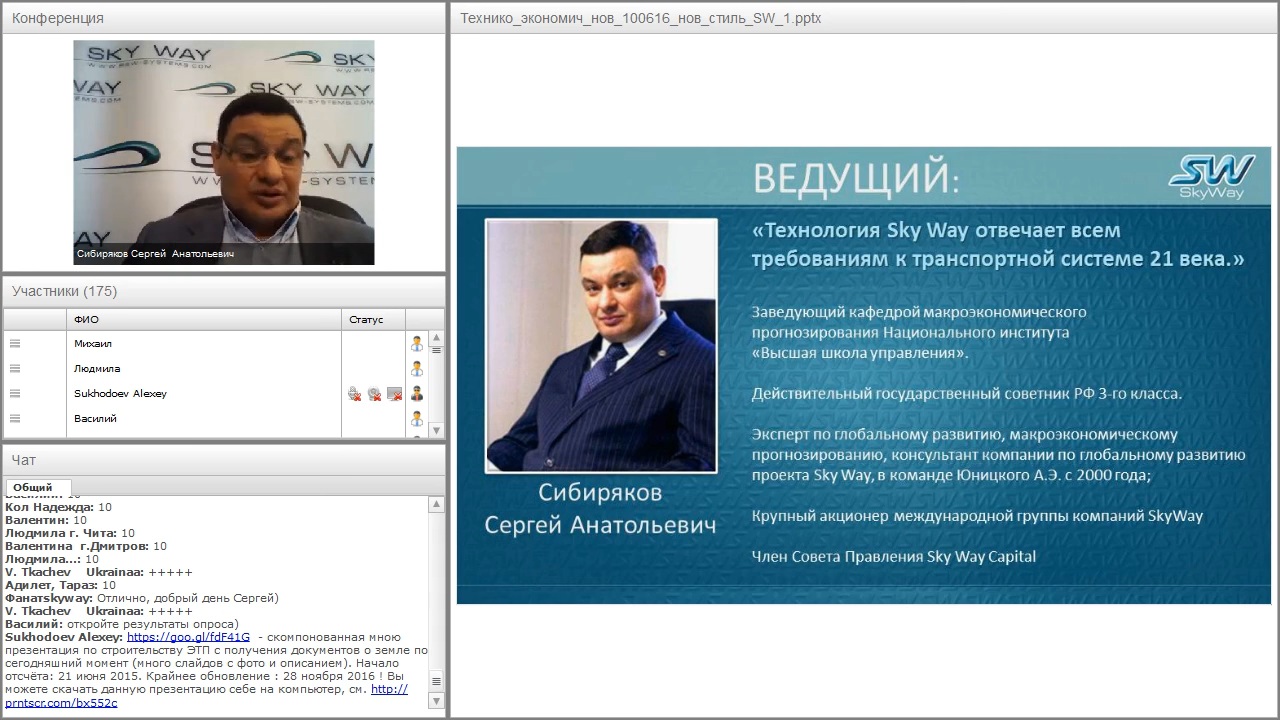 Конференция
SKY WAY
SKY
WAY
SKY WAY
Sky W
Сибиряков Сергей Анатольевич
Участники (175)
ФИО
Статус
Михаил
Людмила
Sukhodoev Alexey
Василий
Чат
Общий
Василий: 10
Кол Надежда: 10
Валентин: 10
Людмила г. Чита: 10
Валентина г.Дмитров: 10
Людмила...: 10
V. Tkachev Ukrainaa: +++++
Адилет, Тараз: 10
Фанатskyway: Отлично, добрый день Сергей)
V. Tkachev Ukrainaa: +++++
Василий: откройте результаты опроса)
Sukhodoev Alexey: https://goo.gl/fdF41G - скомпонованная мною
презентация по строительству ЭТП с получения документов о земле по
сегодняшний момент (много слайдов с фото и описанием). Начало
отсчёта: 21 июня 2015. Крайнее обновление : 28 ноября 2016 ! Вы
можете скачать данную презентацию себе на компьютер, см. http://
prntscr.com/bx552c
Технико_экономич_нов_100616_нов_стиль_SW_1.pptx
ВЕДУЩИЙ:
SW
SkyWay
«Технология Sky Way отвечает всем
требованиям к транспортной системе 21 века.»
Заведующий кафедрой макроэкономического
прогнозирования Национального института
«Высшая школа управления».
Действительный государственный советник РФ 3-го класса.
Эксперт по глобальному развитию, макроэкономическому
прогнозированию, консультант компании по глобальному развитию
проекта Sky Way, в команде Юницкого А.Э. с 2000 года;
Крупный акционер международной группы компаний SkyWay
Член Совета Правления Sky Way Capital
Сибиряков
Сергей Анатольевич